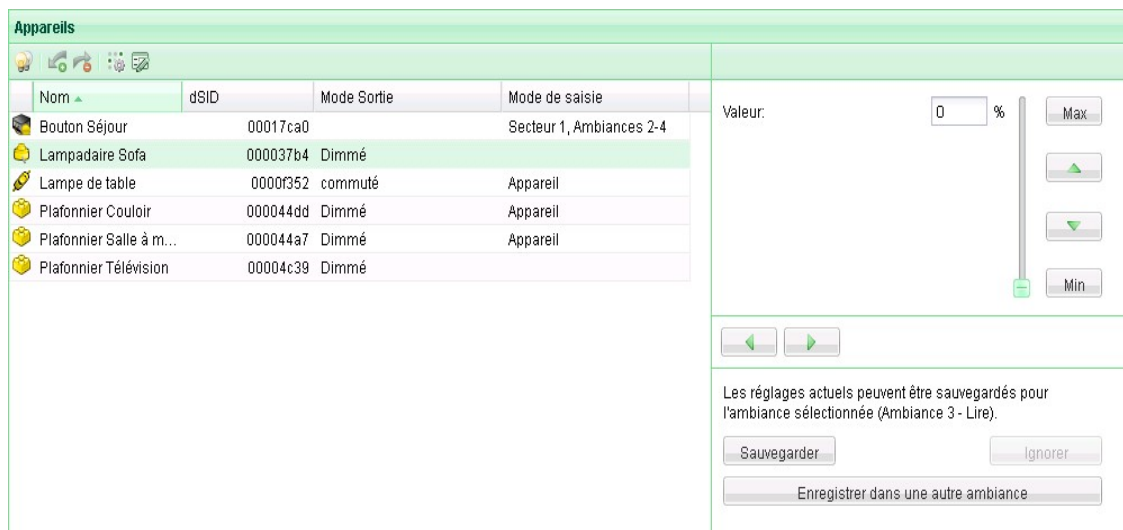 Appareils
Nom dSID Mode Sortie Mode de saisie
Bouton Séjour 00017ca0 Secteur 1, Ambiances 2-4
Lampadaire Sofa 000037b4 Dimmé
Lampe de table 0000f352 commuté Appareil
Plafonnier Couloir 000044dd Dimmé Appareil
Plafonnier Salle à m... 000044a7 Dimmé Appareil
Plafonnier Télévision 00004c39 Dimmé
Valeur: 0 % Max
Min
Les réglages actuels peuvent être sauvegardés pour
l'ambiance sélectionnée (Ambiance 3 - Lire).
Sauvegarder Ignorer
Enregistrer dans une autre ambiance